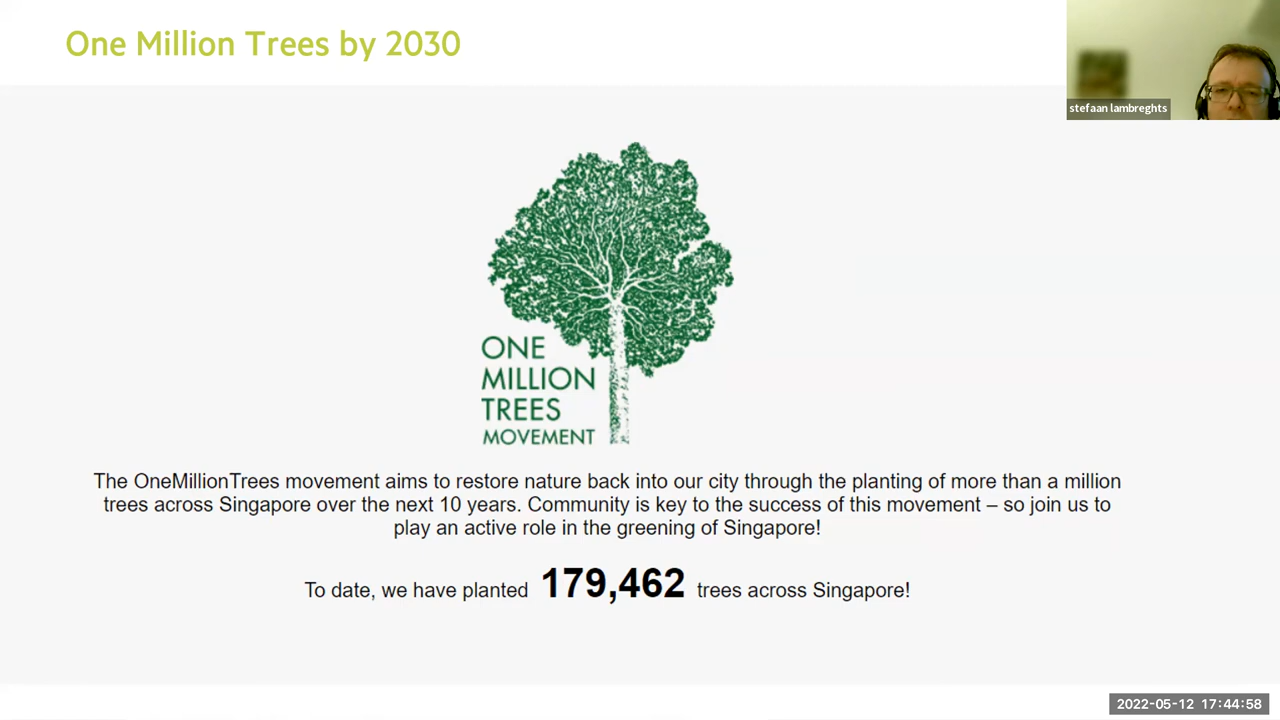 One Million Trees by 2030
stefaan lambreghts
ONE
MILLION
TREES
MOVEMENT
The OneMillionTrees movement aims to restore nature back into our city through the planting of more than a million
trees across Singapore over the next 10 years. Community is key to the success of this movement – so join us to
play an active role in the greening of Singapore!
To date, we have planted 179,462 trees across Singapore!
2022-05-12 17:44:58